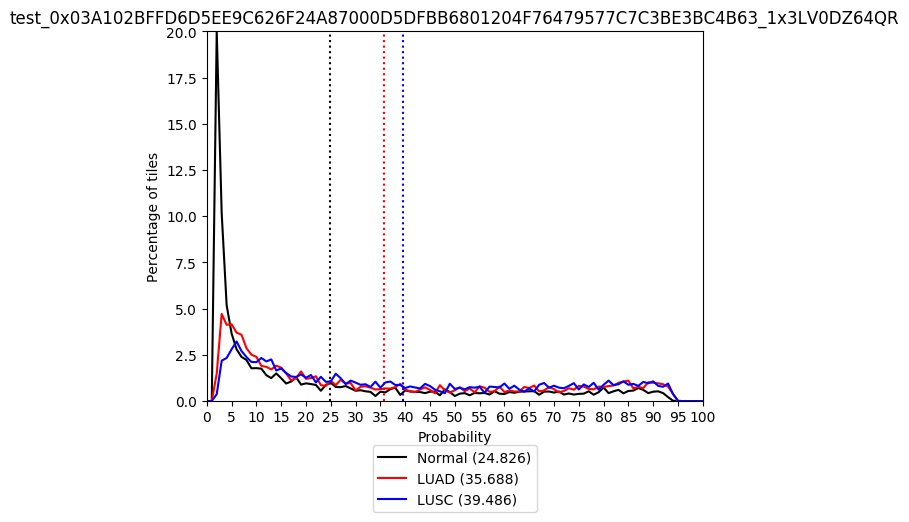 test_0x03A102BFFD6D5EE9C626F24A87000D5DFBB6801204F76479577C7C3BE3BC4B63_1x3LV0DZ64QR
20.0
17.5
15.0
12.5
10.0
7.5
5.0
2.5
0.0
Percentage of tiles
0 5 10 15 20 25 30 35 40 45 50 55 60 65 70 75 80 85 90 95 100
Probability
Normal (24.826)
LUAD (35.688)
LUSC (39.486)